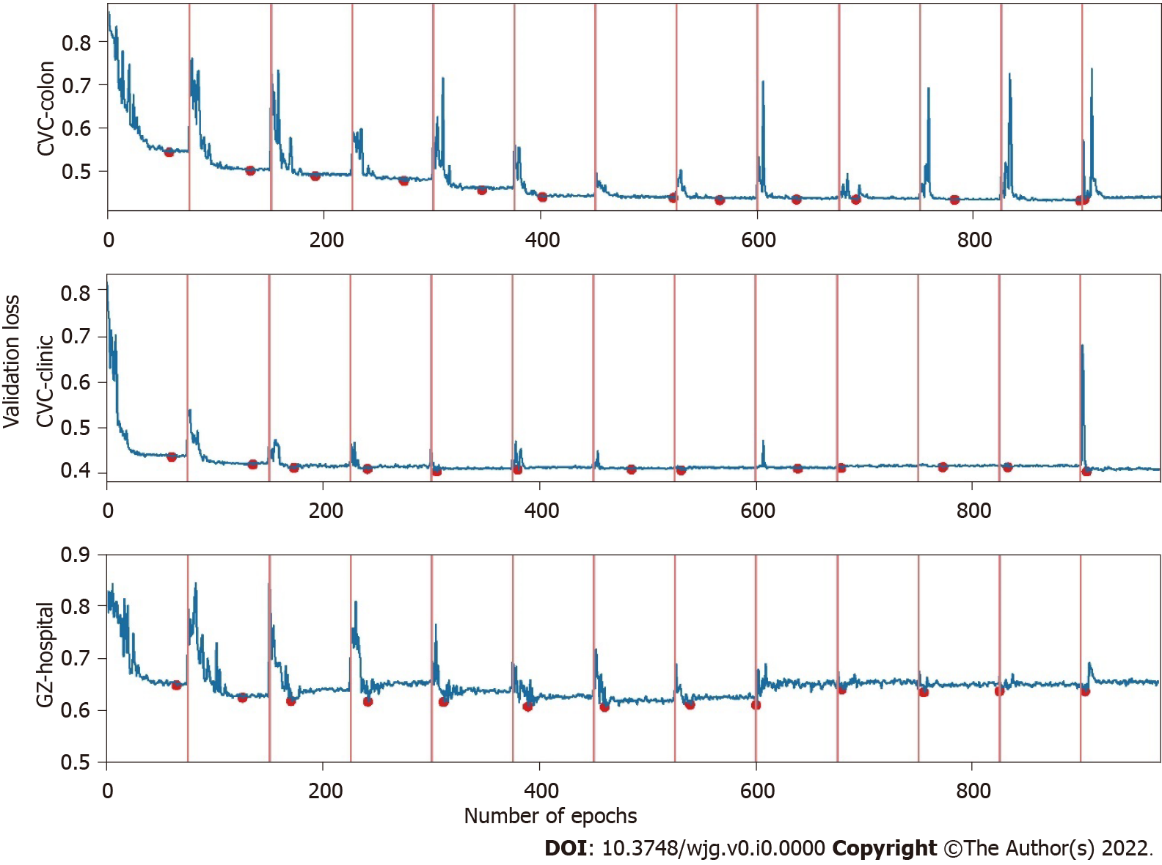 0.8
0.7
0.6
0.5
CVC-colon
0 200 400 600 800
0.8
0.7
0.6
0.5
0.4
Validation loss
CVC-clinic
0 200 400 600 800
0.9
0.8
0.7
0.6
0.5
GZ-hospital
0 200 400 600 800
Number of epochs
DOI: 10.3748/wjg.v0.i0.0000 Copyright ©The Author(s) 2022.